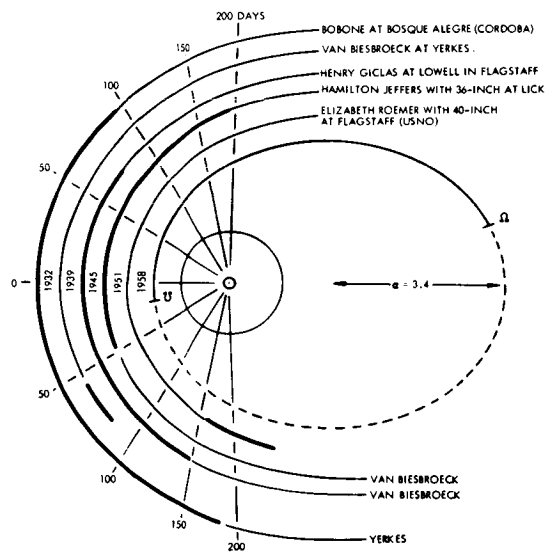 200 DAYS
BOBONE AT BOSQUE ALEGRE (CORDOBA)
150
VAN BIESBROECK AT YERKES .
HENRY GICLAS AT LOWELL IN FLAGSTAFF
100
HAMILTON JEFFERS WITH 36-INCH AT LICK
ELIZABETH ROEMER WITH 40-INCH
AT FLAGSTAFF (USNO)
50
☊
0
1932
1939
1945
1951
1958
☋
α = 3.4
50
100
VAN BIESBROECK
VAN BIESBROECK
150
YERKES
200